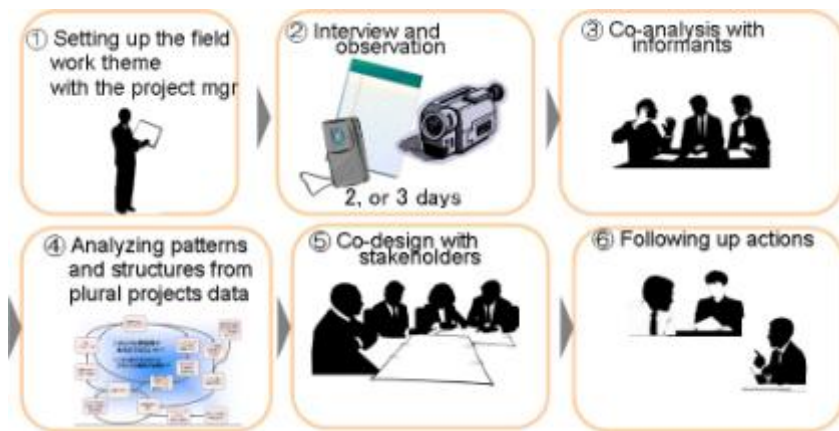 ① Setting up the field
work theme
with the project mgr
② Interview and
observation
2, or 3 days
③ Co-analysis with
informants
④ Analyzing patterns
and structures from
plural projects data
⑤ Co-design with
stakeholders
⑥ Following up actions